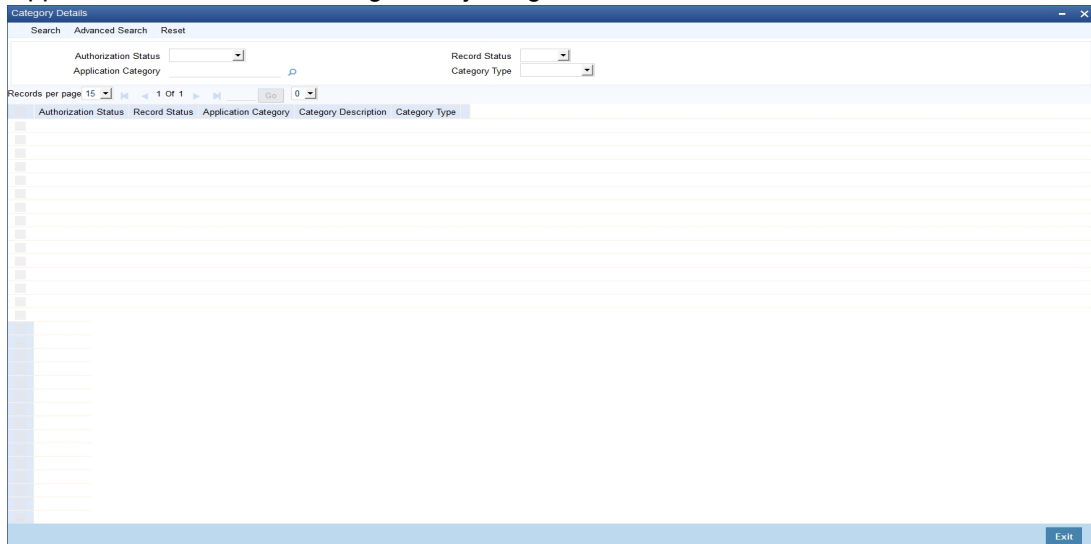 Category Details
Search Advanced Search Reset
Authorization Status Record Status
Application Category Category Type
Records per page 15 1 Of 1 Go 0
Authorization Status Record Status Application Category Category Description Category Type
Exit